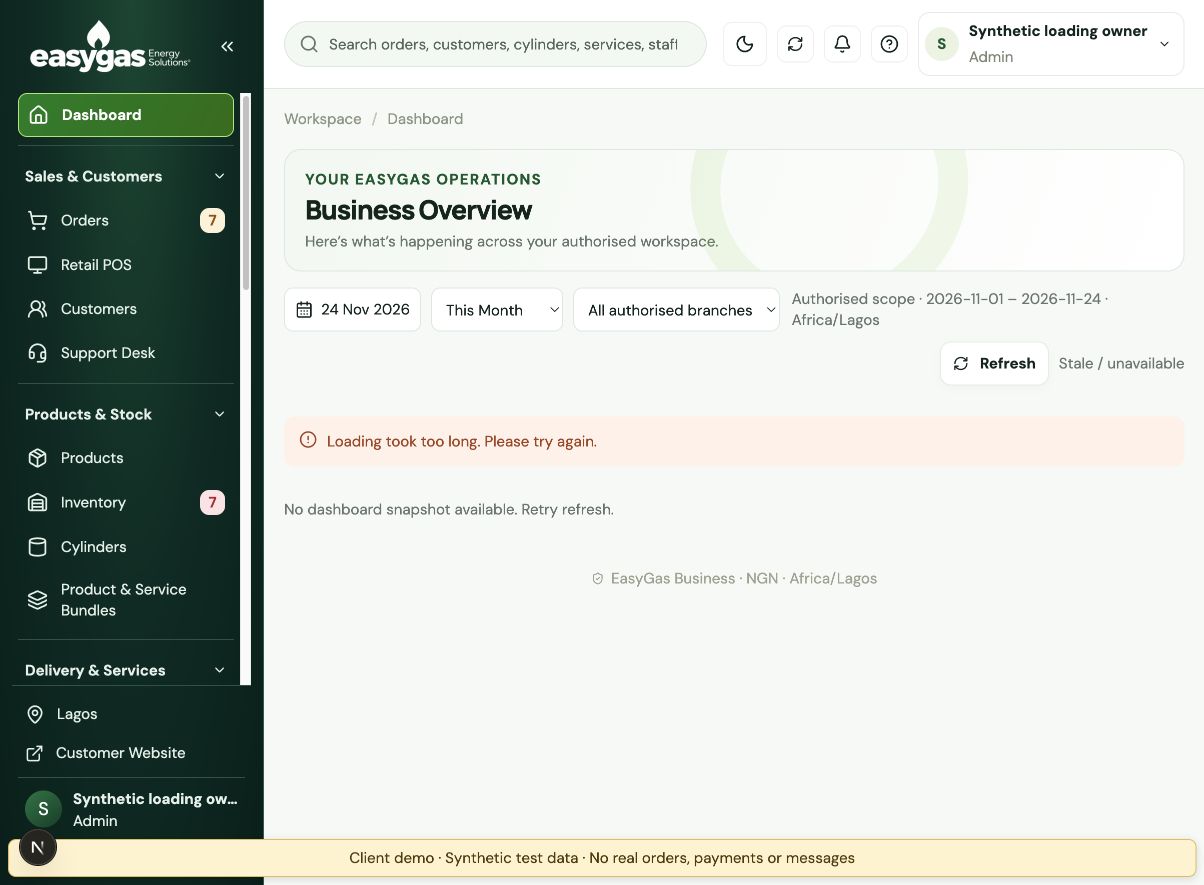 easygas Energy Solutions
Dashboard
Sales & Customers
Orders 7
Retail POS
Customers
Support Desk
Products & Stock
Products
Inventory 7
Cylinders
Product & Service
Bundles
Delivery & Services
Lagos
Customer Website
S Synthetic loading ow...
Admin
N
Search orders, customers, cylinders, services, staff
S Synthetic loading owner
Admin
Workspace / Dashboard
YOUR EASYGAS OPERATIONS
Business Overview
Here’s what’s happening across your authorised workspace.
24 Nov 2026 This Month All authorised branches
Authorised scope · 2026-11-01 – 2026-11-24 ·
Africa/Lagos
Refresh Stale / unavailable
Loading took too long. Please try again.
No dashboard snapshot available. Retry refresh.
EasyGas Business · NGN · Africa/Lagos
Client demo · Synthetic test data · No real orders, payments or messages